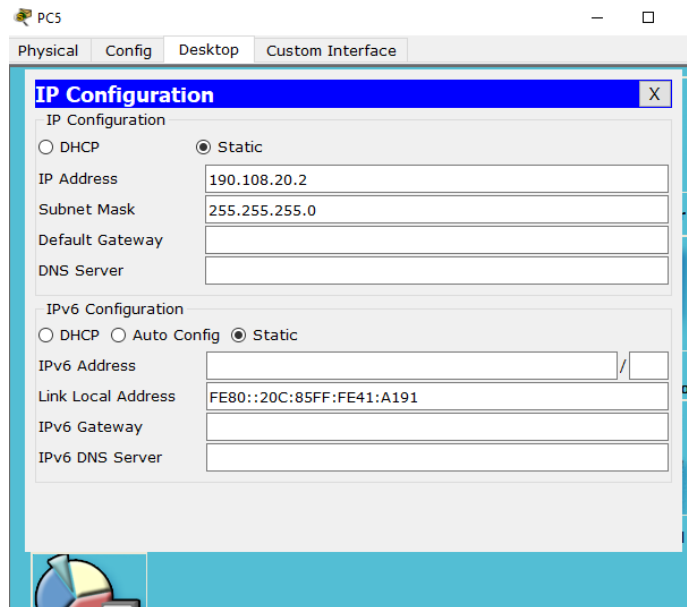 PC5
Physical Config Desktop Custom Interface
IP Configuration X
IP Configuration
DHCP Static
IP Address 190.108.20.2
Subnet Mask 255.255.255.0
Default Gateway
DNS Server
IPv6 Configuration
DHCP Auto Config Static
IPv6 Address /
Link Local Address FE80::20C:85FF:FE41:A191
IPv6 Gateway
IPv6 DNS Server